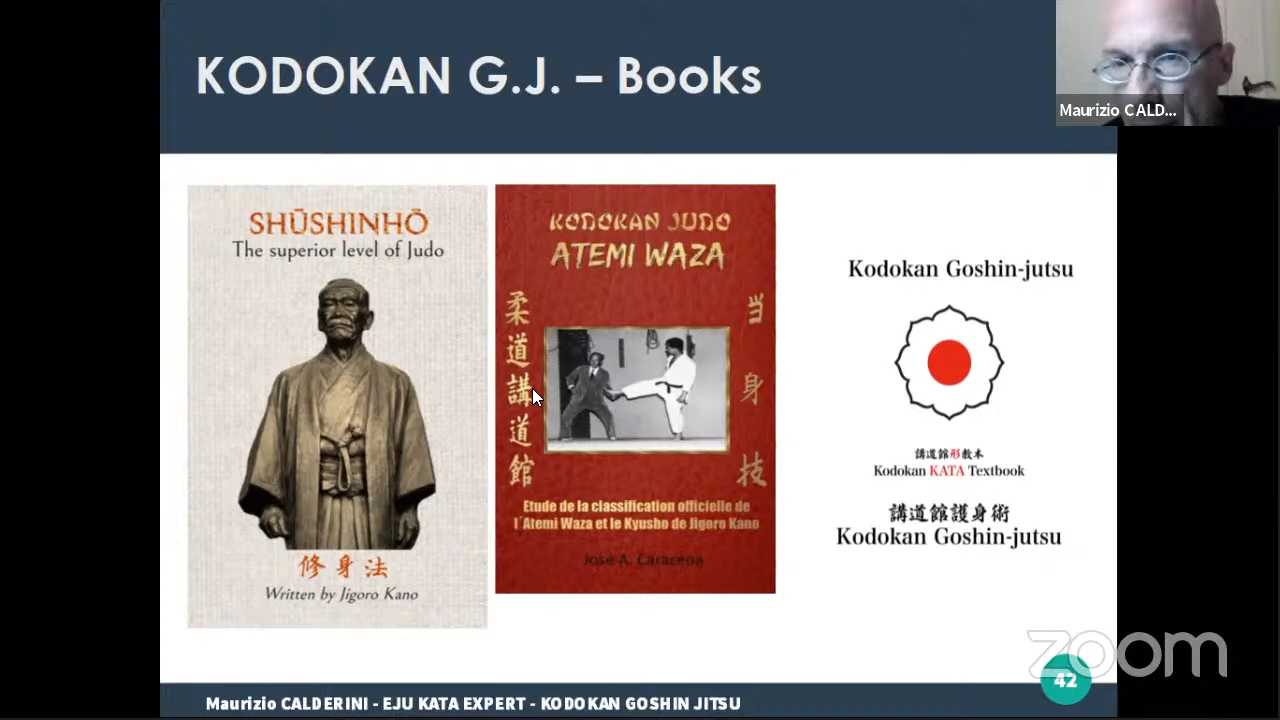 KODOKAN G.J. – Books
Maurizio CALD...
SHŪSHINHŌ
The superior level of Judo
修身法
Written by Jigoro Kano
KODOKAN JUDO
ATEMI WAZA
柔道講道館
当身技
Etude de la classification officielle de
l´Atemi Waza et le Kyusho de Jigoro Kano
José A. Caracena
Kodokan Goshin-jutsu
講道館形教本
Kodokan KATA Textbook
講道館護身術
Kodokan Goshin-jutsu
zoom
42
Maurizio CALDERINI - EJU KATA EXPERT - KODOKAN GOSHIN JITSU